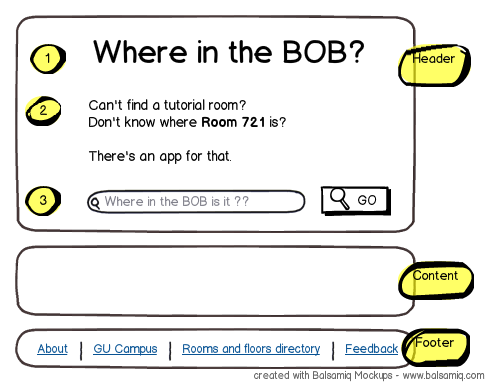 1 Where in the BOB? Header
2 Can't find a tutorial room?
Don't know where Room 721 is?
There's an app for that.
3 Where in the BOB is it ?? GO
Content
About | GU Campus | Rooms and floors directory | Feedback Footer
created with Balsamiq Mockups - www.balsamiq.com